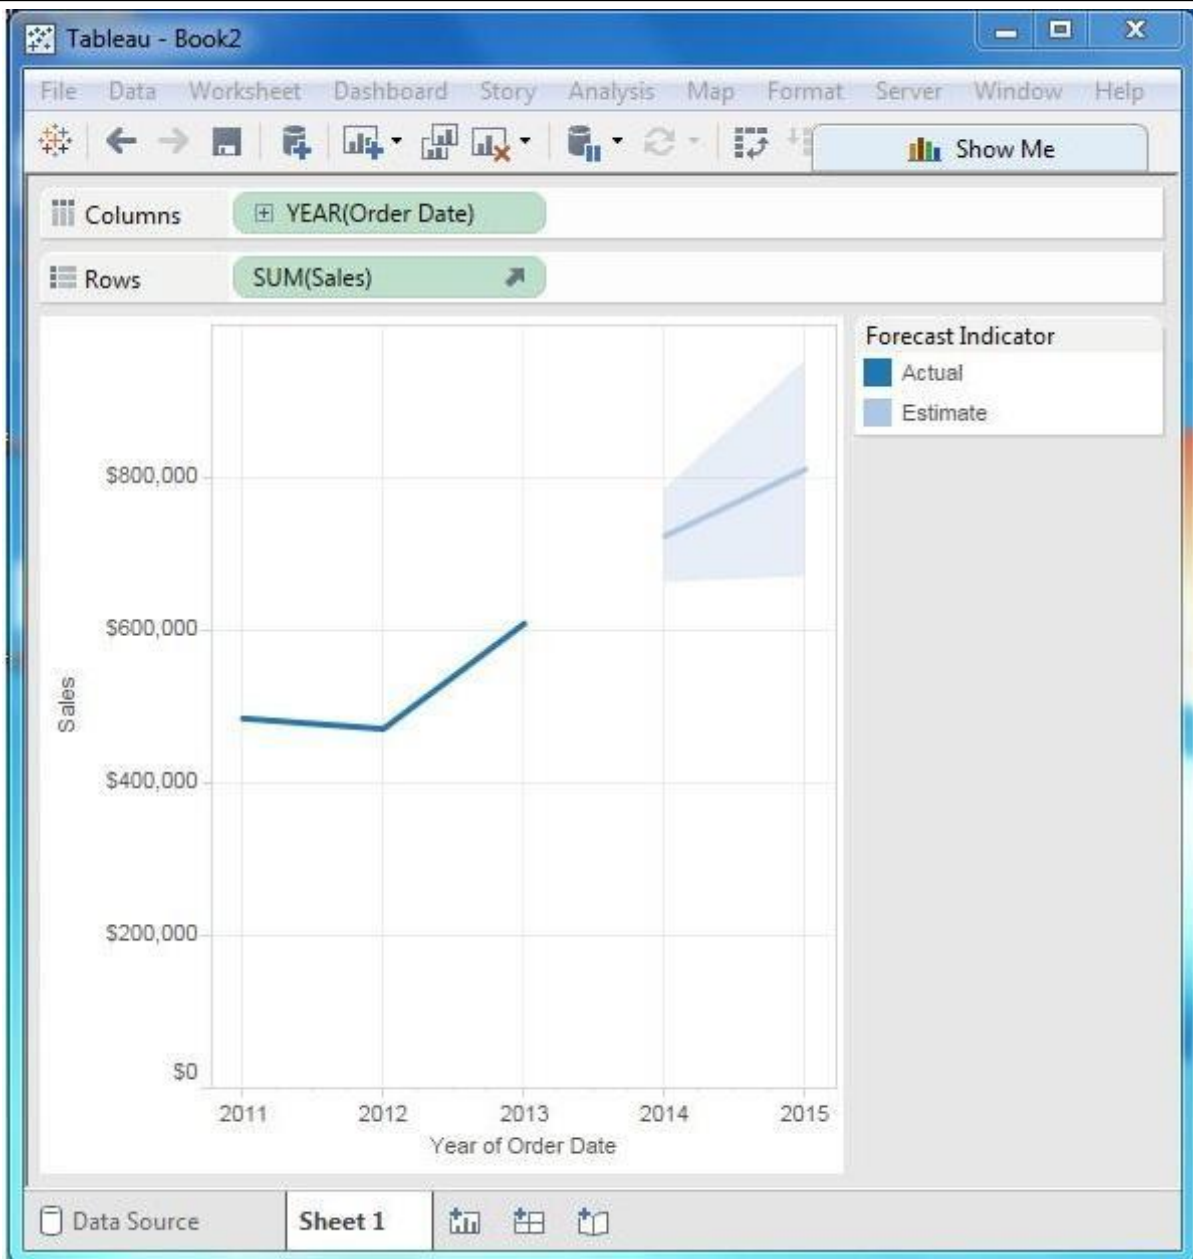 Tableau - Book2
File Data Worksheet Dashboard Story Analysis Map Format Server Window Help
Show Me
Columns YEAR(Order Date)
Rows SUM(Sales)
Forecast Indicator
Actual
Estimate
$800,000
$600,000
$400,000
$200,000
$0
Sales
2011 2012 2013 2014 2015
Year of Order Date
Data Source Sheet 1